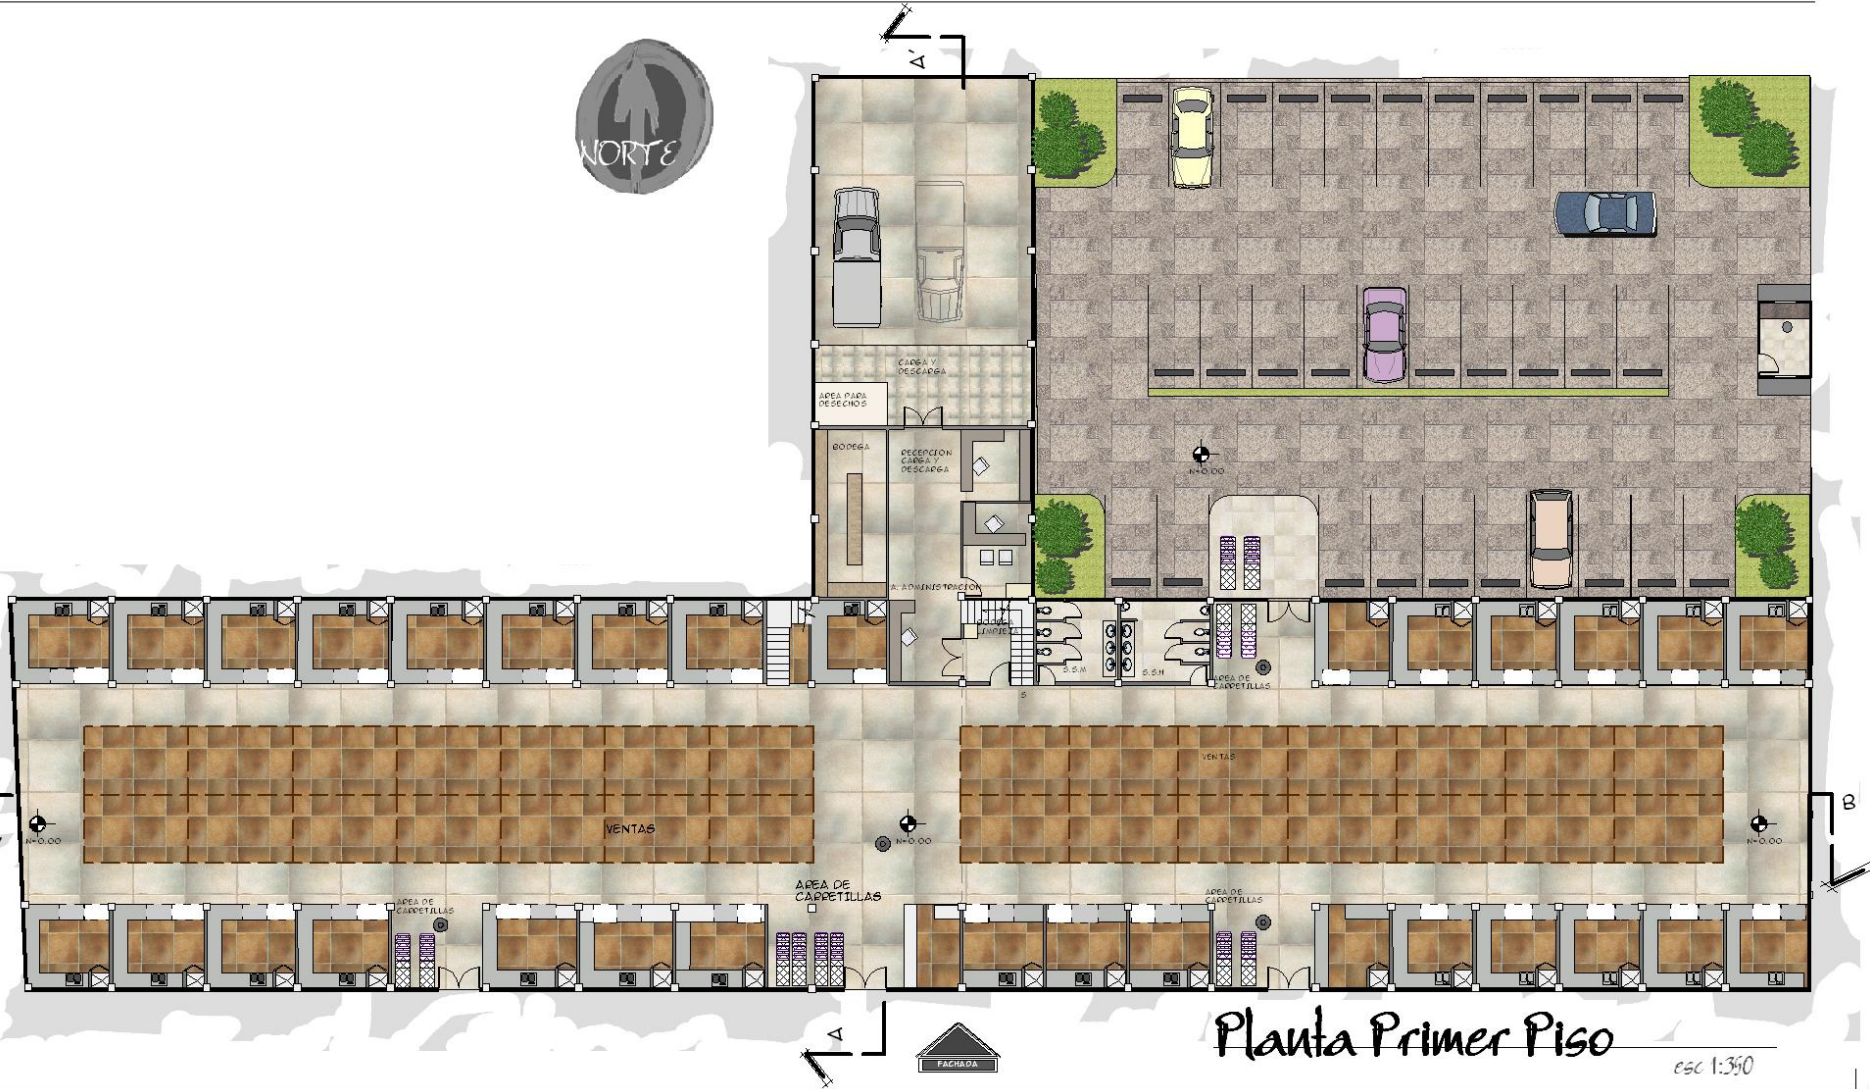 A'
NORTE
CARGA Y
DESCARGA
AREA PARA
DESECHOS
BODEGA
RECEPCION
CARGA Y
DESCARGA
N+0.00
A. ADMINISTRACION
BODEGA
LIMPIEZA
S.S.M
S.S.H
AREA DE
CARRETILLAS
S
VENTAS
VENTAS
B
N+0.00
N+0.00
N+0.00
AREA DE
CARRETILLAS
AREA DE
CARRETILLAS
AREA DE
CARRETILLAS
A
FACHADA
Planta Primer Piso
esc 1:350